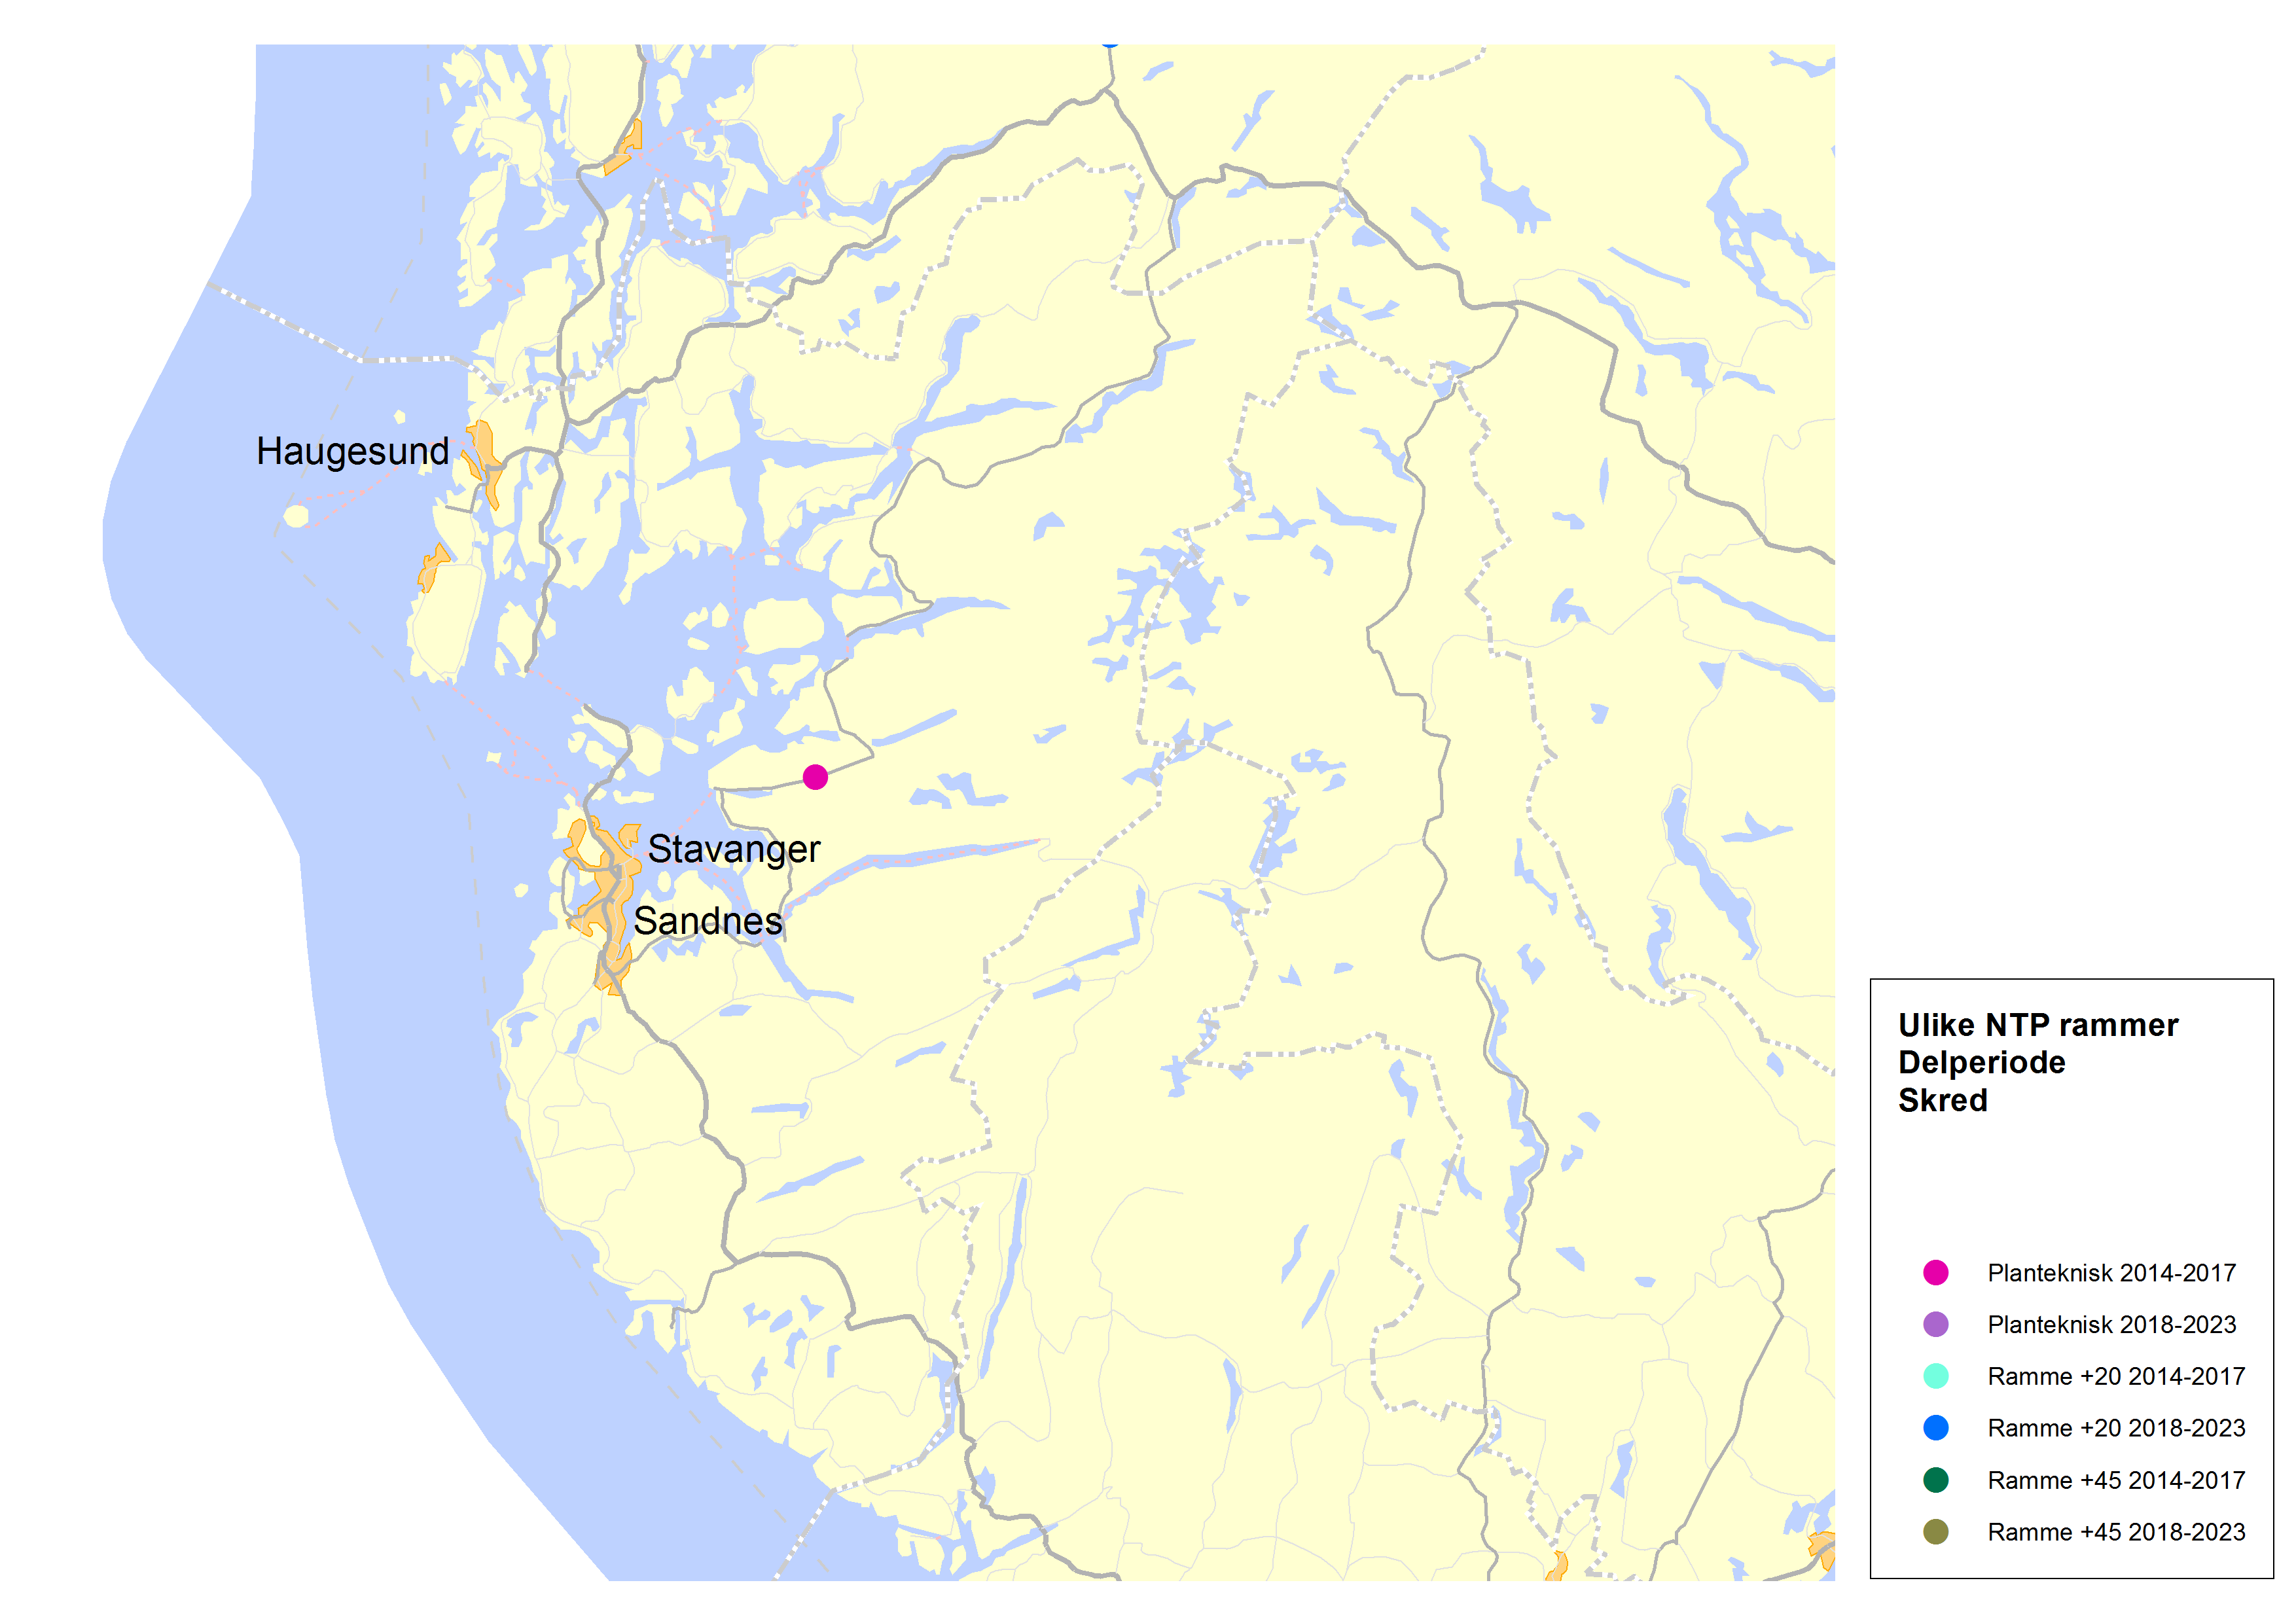 Haugesund
Stavanger
Sandnes
Ulike NTP rammer
Delperiode
Skred
Planteknisk 2014-2017
Planteknisk 2018-2023
Ramme +20 2014-2017
Ramme +20 2018-2023
Ramme +45 2014-2017
Ramme +45 2018-2023